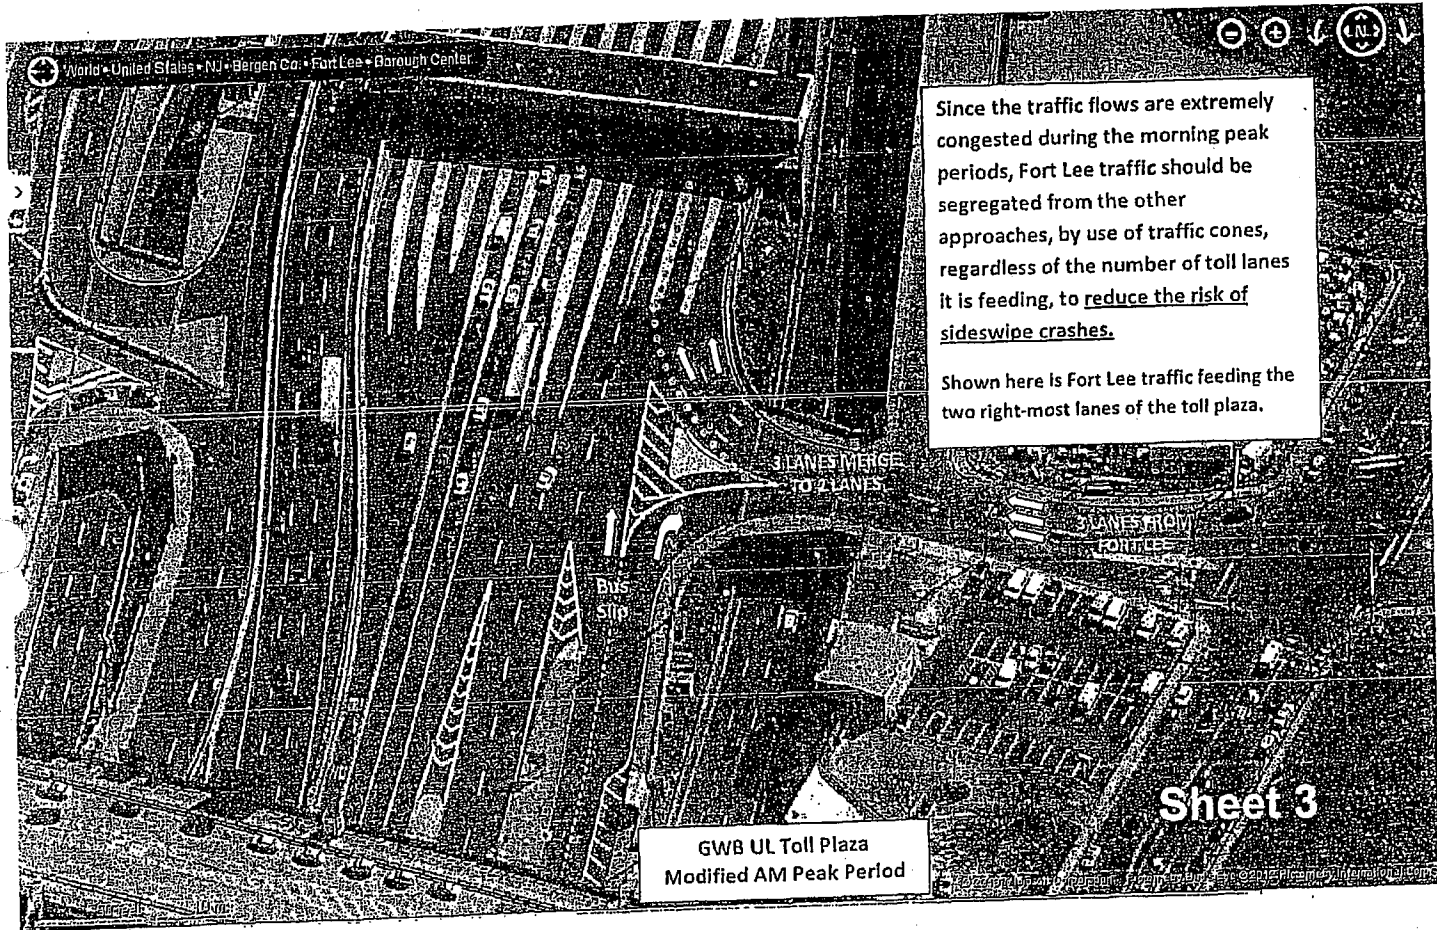 World • United States • NJ • Bergen Co. • Fort Lee • Borough Center
N
Since the traffic flows are extremely
congested during the morning peak
periods, Fort Lee traffic should be
segregated from the other
approaches, by use of traffic cones,
regardless of the number of toll lanes
it is feeding, to reduce the risk of
sideswipe crashes.
Shown here is Fort Lee traffic feeding the
two right-most lanes of the toll plaza.
3 LANES MERGE
TO 2 LANES
3 LANES FROM
FORT LEE
Bus
Slip
Sheet 3
GWB UL Toll Plaza
Modified AM Peak Period